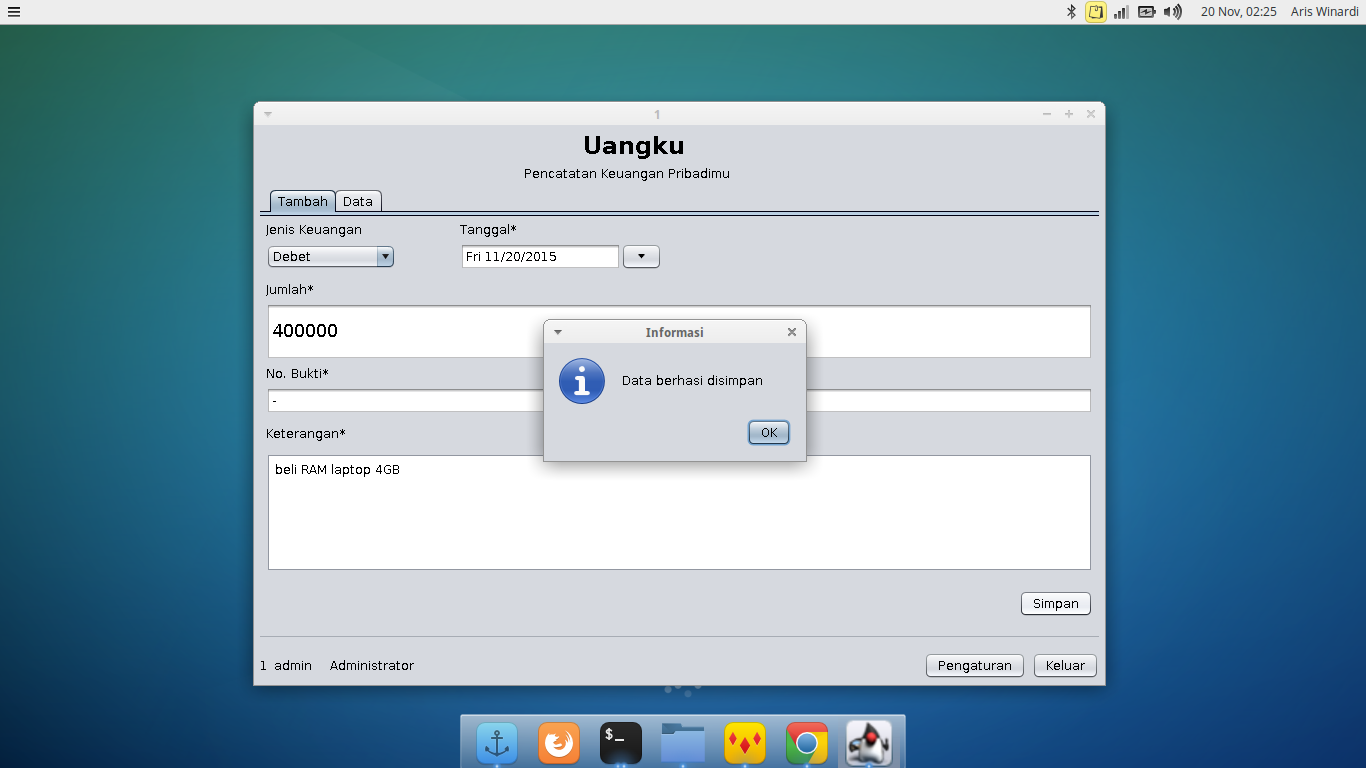 20 Nov, 02:25 Aris Winardi
1
Uangku
Pencatatan Keuangan Pribadimu
Tambah Data
Jenis Keuangan Tanggal*
Debet Fri 11/20/2015
Jumlah*
400000
No. Bukti*
-
Keterangan*
beli RAM laptop 4GB
Informasi
Data berhasi disimpan
OK
Simpan
1 admin Administrator Pengaturan Keluar
$_